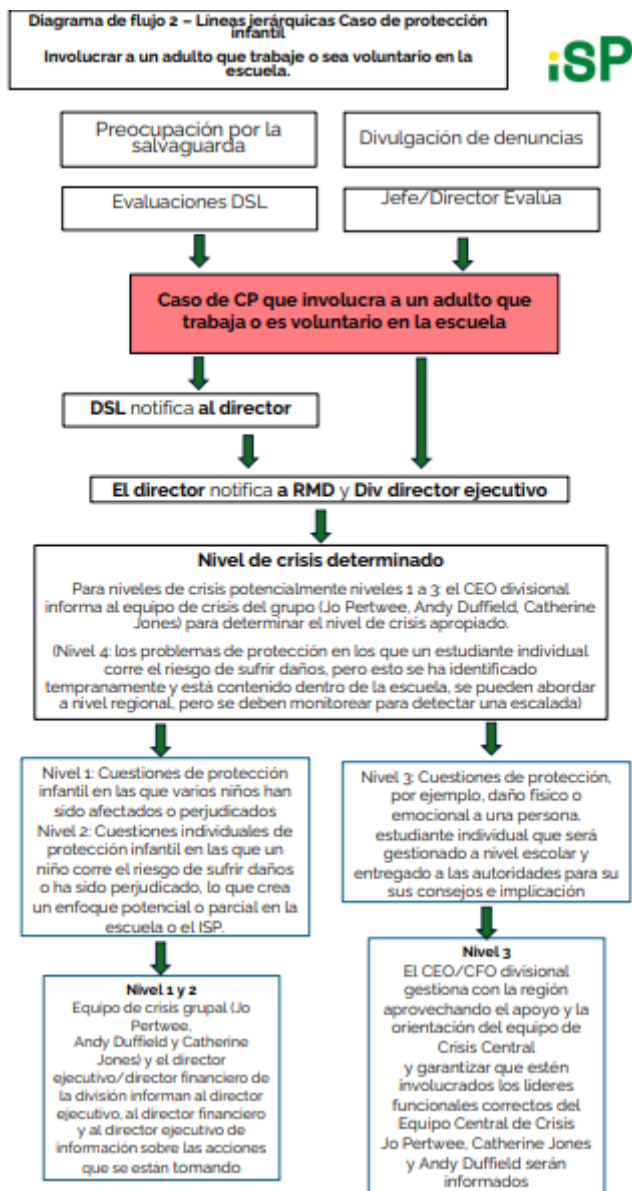 Diagrama de flujo 2 – Líneas jerárquicas Caso de protección
infantil
Involucrar a un adulto que trabaje o sea voluntario en la
escuela.
iSP
Preocupación por la
salvaguarda
Divulgación de denuncias
Evaluaciones DSL
Jefe/Director Evalúa
Caso de CP que involucra a un adulto que
trabaja o es voluntario en la escuela
DSL notifica al director
El director notifica a RMD y Div director ejecutivo
Nivel de crisis determinado
Para niveles de crisis potencialmente niveles 1 a 3: el CEO divisional
informa al equipo de crisis del grupo (Jo Pertwee, Andy Duffield, Catherine
Jones) para determinar el nivel de crisis apropiado.
(Nivel 4: los problemas de protección en los que un estudiante individual
corre el riesgo de sufrir daños, pero esto se ha identificado
tempranamente y está contenido dentro de la escuela, se pueden abordar
a nivel regional, pero se deben monitorear para detectar una escalada)
Nivel 1: Cuestiones de protección
infantil en las que varios niños han
sido afectados o perjudicados
Nivel 2: Cuestiones individuales de
protección infantil en las que un
niño corre el riesgo de sufrir daños
o ha sido perjudicado, lo que crea
un enfoque potencial o parcial en la
escuela o el ISP.
Nivel 3: Cuestiones de protección,
por ejemplo, daño físico o
emocional a una persona.
estudiante individual que será
gestionado a nivel escolar y
entregado a las autoridades para su
sus consejos e implicación
Nivel 1 y 2
Equipo de crisis grupal (Jo
Pertwee,
Andy Duffield y Catherine
Jones) y el director
ejecutivo/director financiero de
la división informan al director
ejecutivo, al director financiero
y al director ejecutivo de
información sobre las acciones
que se están tomando
Nivel 3
El CEO/CFO divisional
gestiona con la región
aprovechando el apoyo y la
orientación del equipo de
Crisis Central
y garantizar que estén
involucrados los líderes
funcionales correctos del
Equipo Central de Crisis
Jo Pertwee, Catherine Jones
y Andy Duffield serán
informados